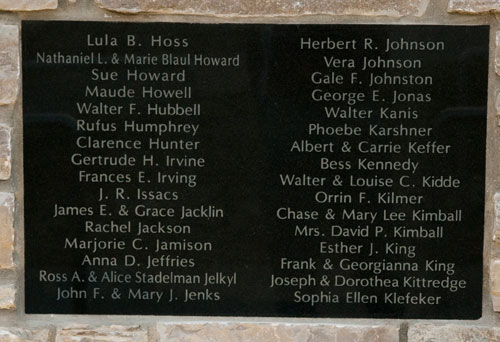 Lula B. Hoss
Nathaniel L. & Marie Blaul Howard
Sue Howard
Maude Howell
Walter F. Hubbell
Rufus Humphrey
Clarence Hunter
Gertrude H. Irvine
Frances E. Irving
J. R. Issacs
James E. & Grace Jacklin
Rachel Jackson
Marjorie C. Jamison
Anna D. Jeffries
Ross A. & Alice Stadelman Jelkyl
John F. & Mary J. Jenks
Herbert R. Johnson
Vera Johnson
Gale F. Johnston
George E. Jonas
Walter Kanis
Phoebe Karshner
Albert & Carrie Keffer
Bess Kennedy
Walter & Louise C. Kidde
Orrin F. Kilmer
Chase & Mary Lee Kimball
Mrs. David P. Kimball
Esther J. King
Frank & Georgianna King
Joseph & Dorothea Kittredge
Sophia Ellen Klefeker